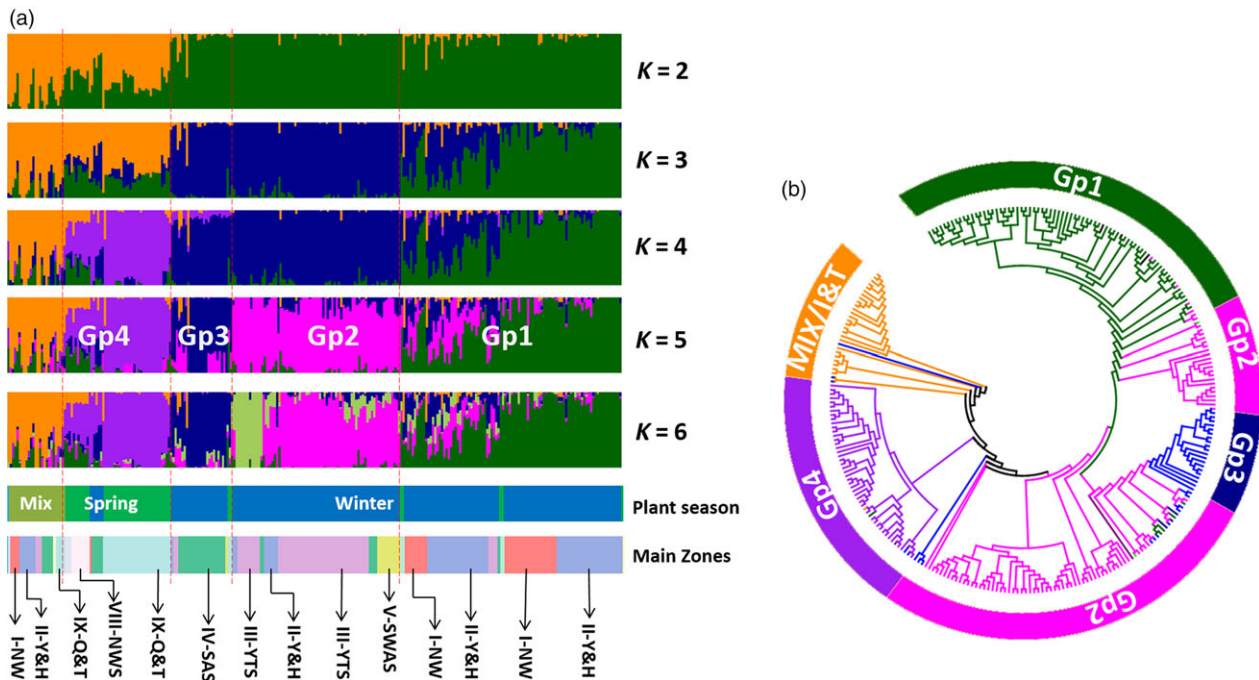 (a)
K = 2
K = 3
K = 4
Gp4 Gp3 Gp2 Gp1 K = 5
K = 6
Mix Spring Winter Plant season
Main Zones
I-NW
II-Y&H
IX-Q&T
VIII-NWS
IX-Q&T
IV-SAS
III-YTS
II-Y&H
III-YTS
V-SWAS
I-NW
II-Y&H
I-NW
II-Y&H
(b)
Gp1
Gp2
Gp3
Gp2
Gp4
MIX/I&T